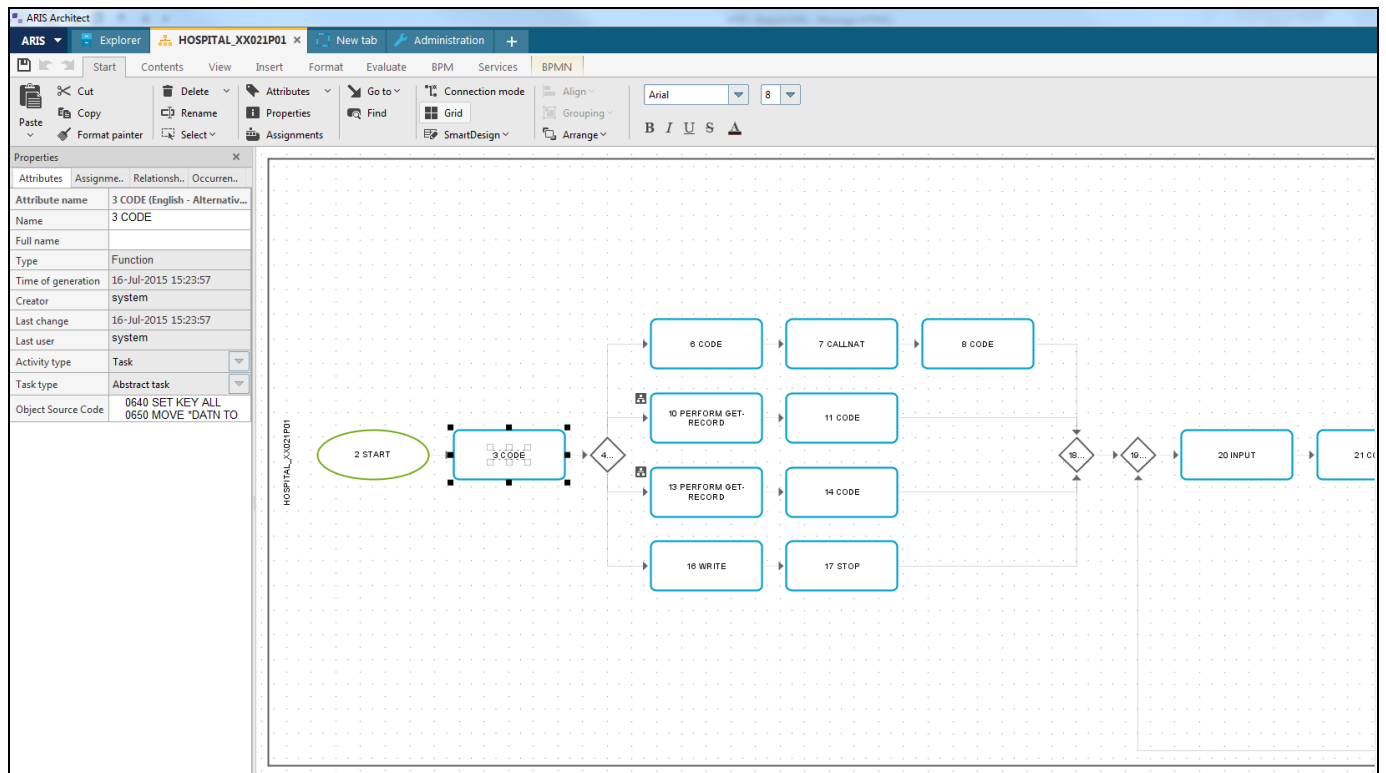 ARIS Architect
ARIS Explorer HOSPITAL_XX021P01 × New tab Administration +
Start Contents View Insert Format Evaluate BPM Services BPMN
Paste
Cut
Copy
Format painter
Delete
Rename
Select
Attributes
Properties
Assignments
Go to
Find
Connection mode
Grid
SmartDesign
Align
Grouping
Arrange
Arial 8
B I U S A
Properties ×
Attributes Assignme.. Relationsh.. Occurren..
Attribute name 3 CODE (English - Alternativ...
Name 3 CODE
Full name
Type Function
Time of generation 16-Jul-2015 15:23:57
Creator system
Last change 16-Jul-2015 15:23:57
Last user system
Activity type Task
Task type Abstract task
Object Source Code 0640 SET KEY ALL
0650 MOVE *DATN TO
HOSPITAL_XX021P01
2 START
3 CODE
4...
6 CODE
7 CALLNAT
8 CODE
10 PERFORM GET-
RECORD
11 CODE
13 PERFORM GET-
RECORD
14 CODE
16 WRITE
17 STOP
18...
19...
20 INPUT